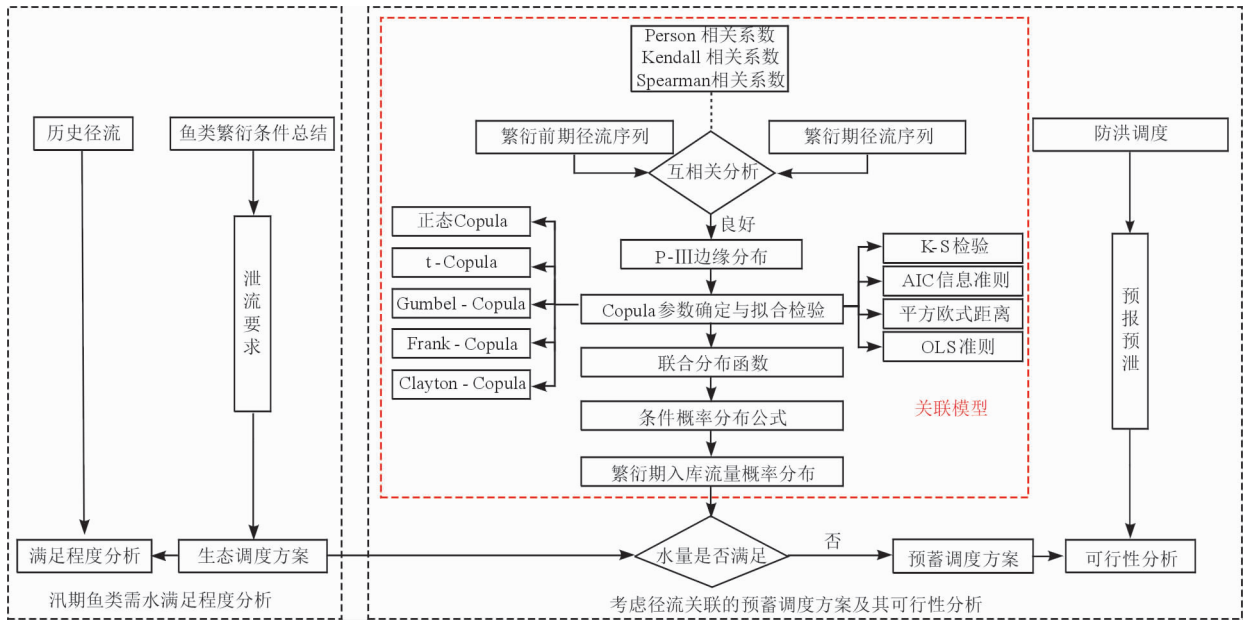 Person 相关系数
Kendall 相关系数
Spearman相关系数
历史径流
鱼类繁衍条件总结
繁衍前期径流序列
繁衍期径流序列
防洪调度
互相关分析
良好
正态Copula
t - Copula
Gumbel - Copula
Frank - Copula
Clayton - Copula
P-III边缘分布
Copula 参数确定与拟合检验
联合分布函数
条件概率分布公式
繁衍期入库流量概率分布
K-S 检验
AIC信息准则
平方欧式距离
OLS 准则
关联模型
泄流要求
预报预泄
满足程度分析
生态调度方案
水量是否满足
否
预蓄调度方案
可行性分析
汛期鱼类需水满足程度分析
考虑径流关联的预蓄调度方案及其可行性分析